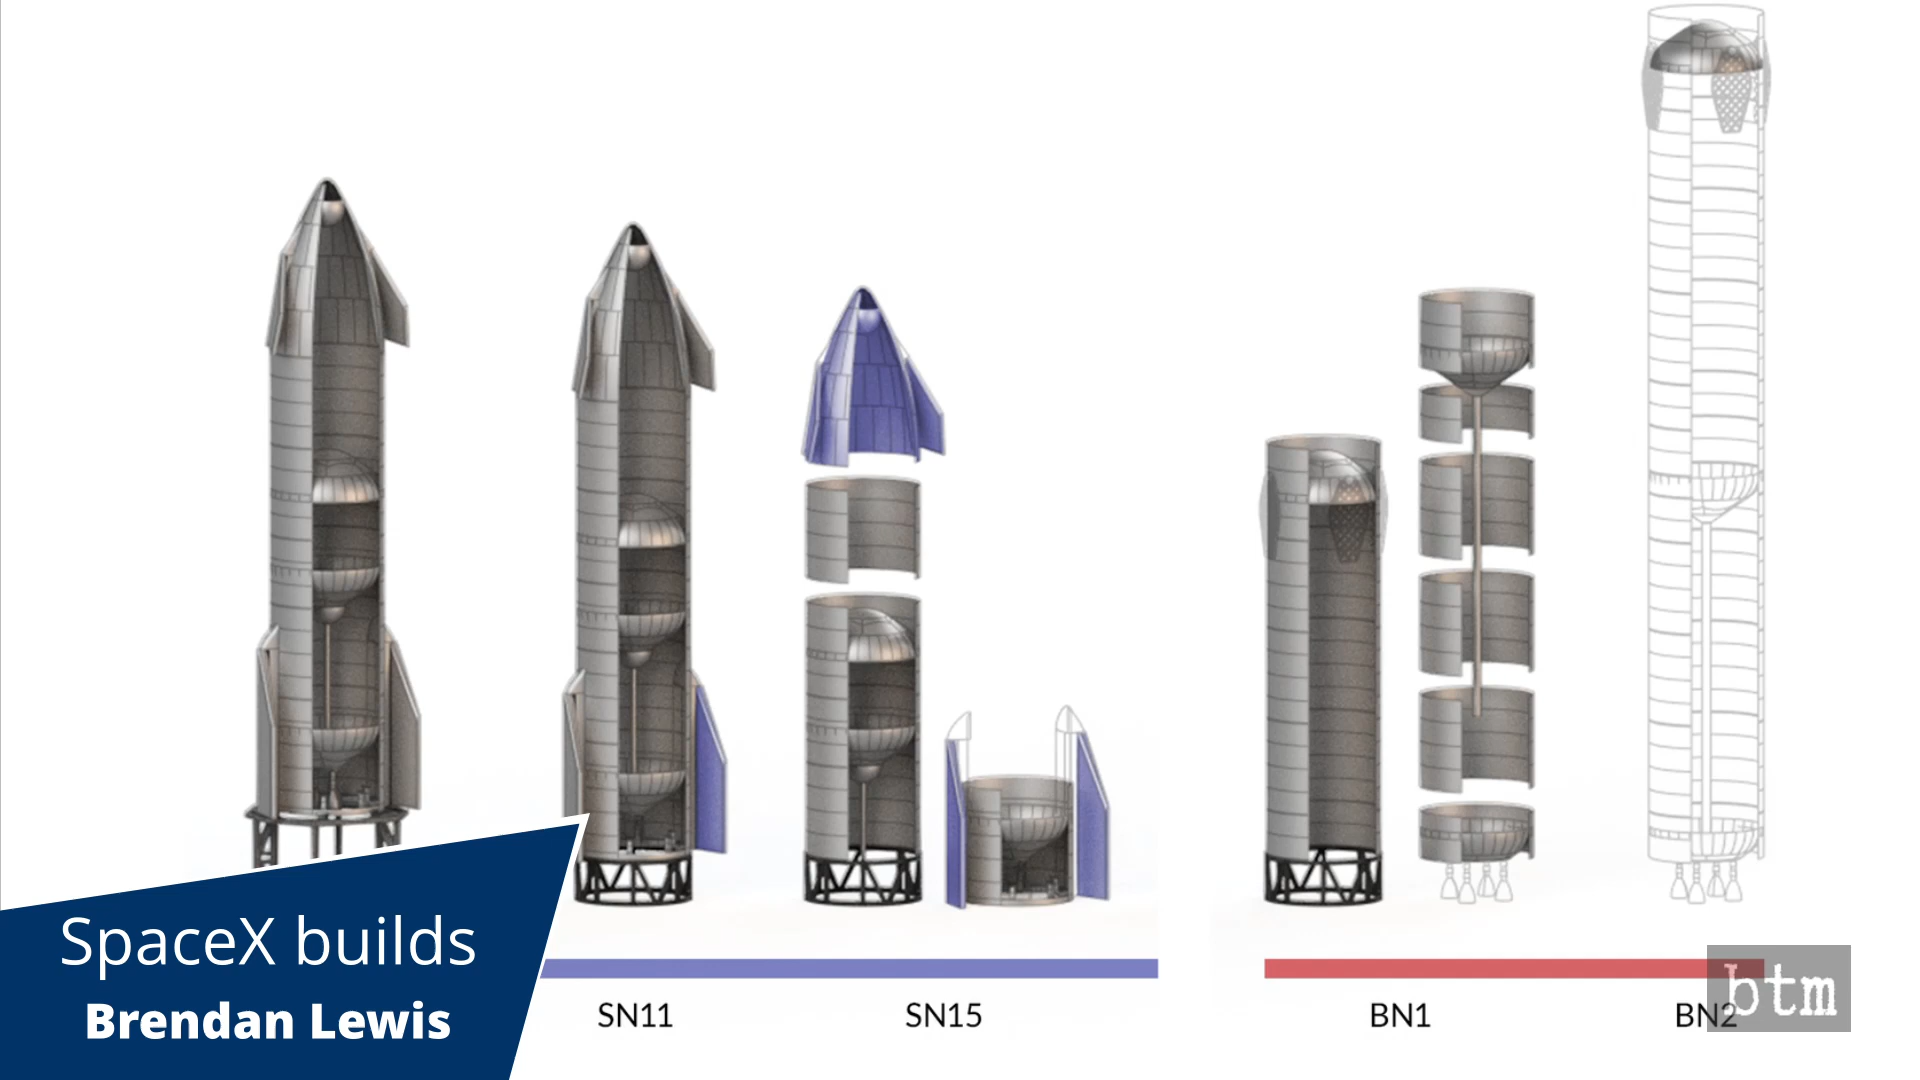 SpaceX builds
Brendan Lewis
SN11
SN15
BN1
BN2
btm